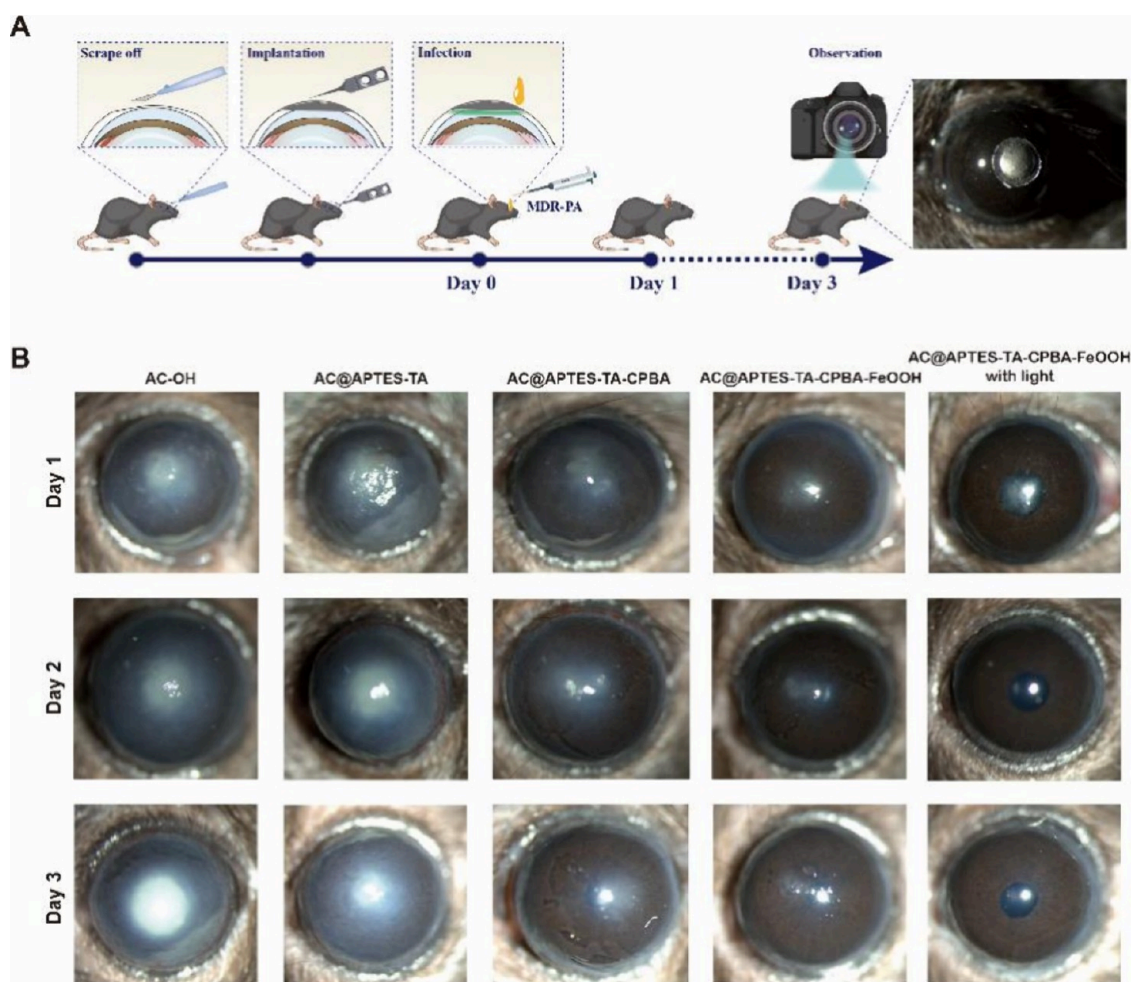 A
Scrape off
Implantation
Infection
Observation
MDR-PA
Day 0
Day 1
Day 3
B
AC-OH
AC@APTES-TA
AC@APTES-TA-CPBA
AC@APTES-TA-CPBA-FeOOH
AC@APTES-TA-CPBA-FeOOH
with light
Day 1
Day 2
Day 3